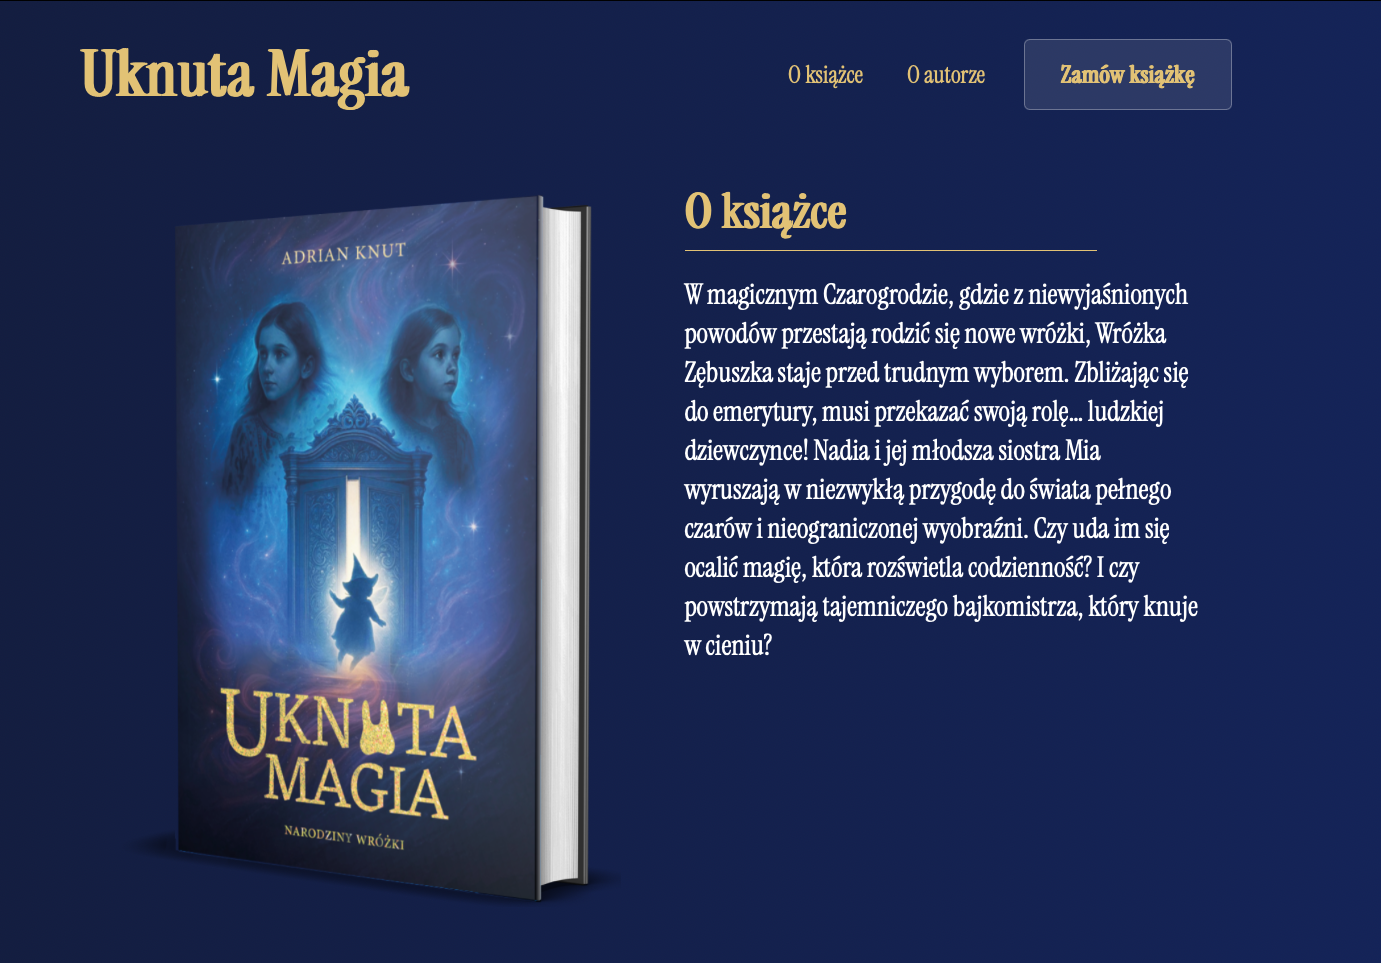 Uknuta Magia
O książce
O autorze
Zamów książkę
ADRIAN KNUT
UKNUTA
MAGIA
NARODZINY WRÓŻKI
O książce
W magicznym Czarogrodzie, gdzie z niewyjaśnionych
powodów przestają rodzić się nowe wróżki, Wróżka
Zębuszka staje przed trudnym wyborem. Zbliżając się
do emerytury, musi przekazać swoją rolę... ludzkiej
dziewczynce! Nadia i jej młodsza siostra Mia
wyruszają w niezwykłą przygodę do świata pełnego
czarów i nieograniczonej wyobraźni. Czy uda im się
ocalić magię, która rozświetla codzienność? I czy
powstrzymają tajemniczego bajkomistrza, który knuje
w cieniu?